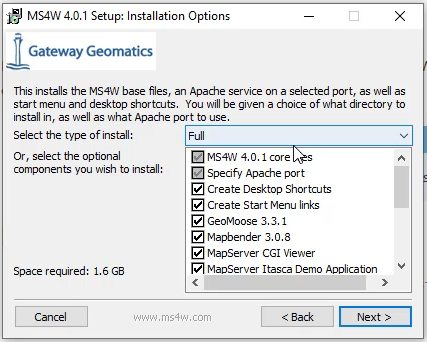 MS4W 4.0.1 Setup: Installation Options
Gateway Geomatics
This installs the MS4W base files, an Apache service on a selected port, as well as
start menu and desktop shortcuts. You will be given a choice of what directory to
install in, as well as what Apache port to use.
Select the type of install:
Full
Or, select the optional
components you wish to install:
MS4W 4.0.1 core files
Specify Apache port
Create Desktop Shortcuts
Create Start Menu links
GeoMoose 3.3.1
Mapbender 3.0.8
MapServer CGI Viewer
MapServer Itasca Demo Application
Space required: 1.6 GB
Cancel
www.ms4w.com
< Back
Next >